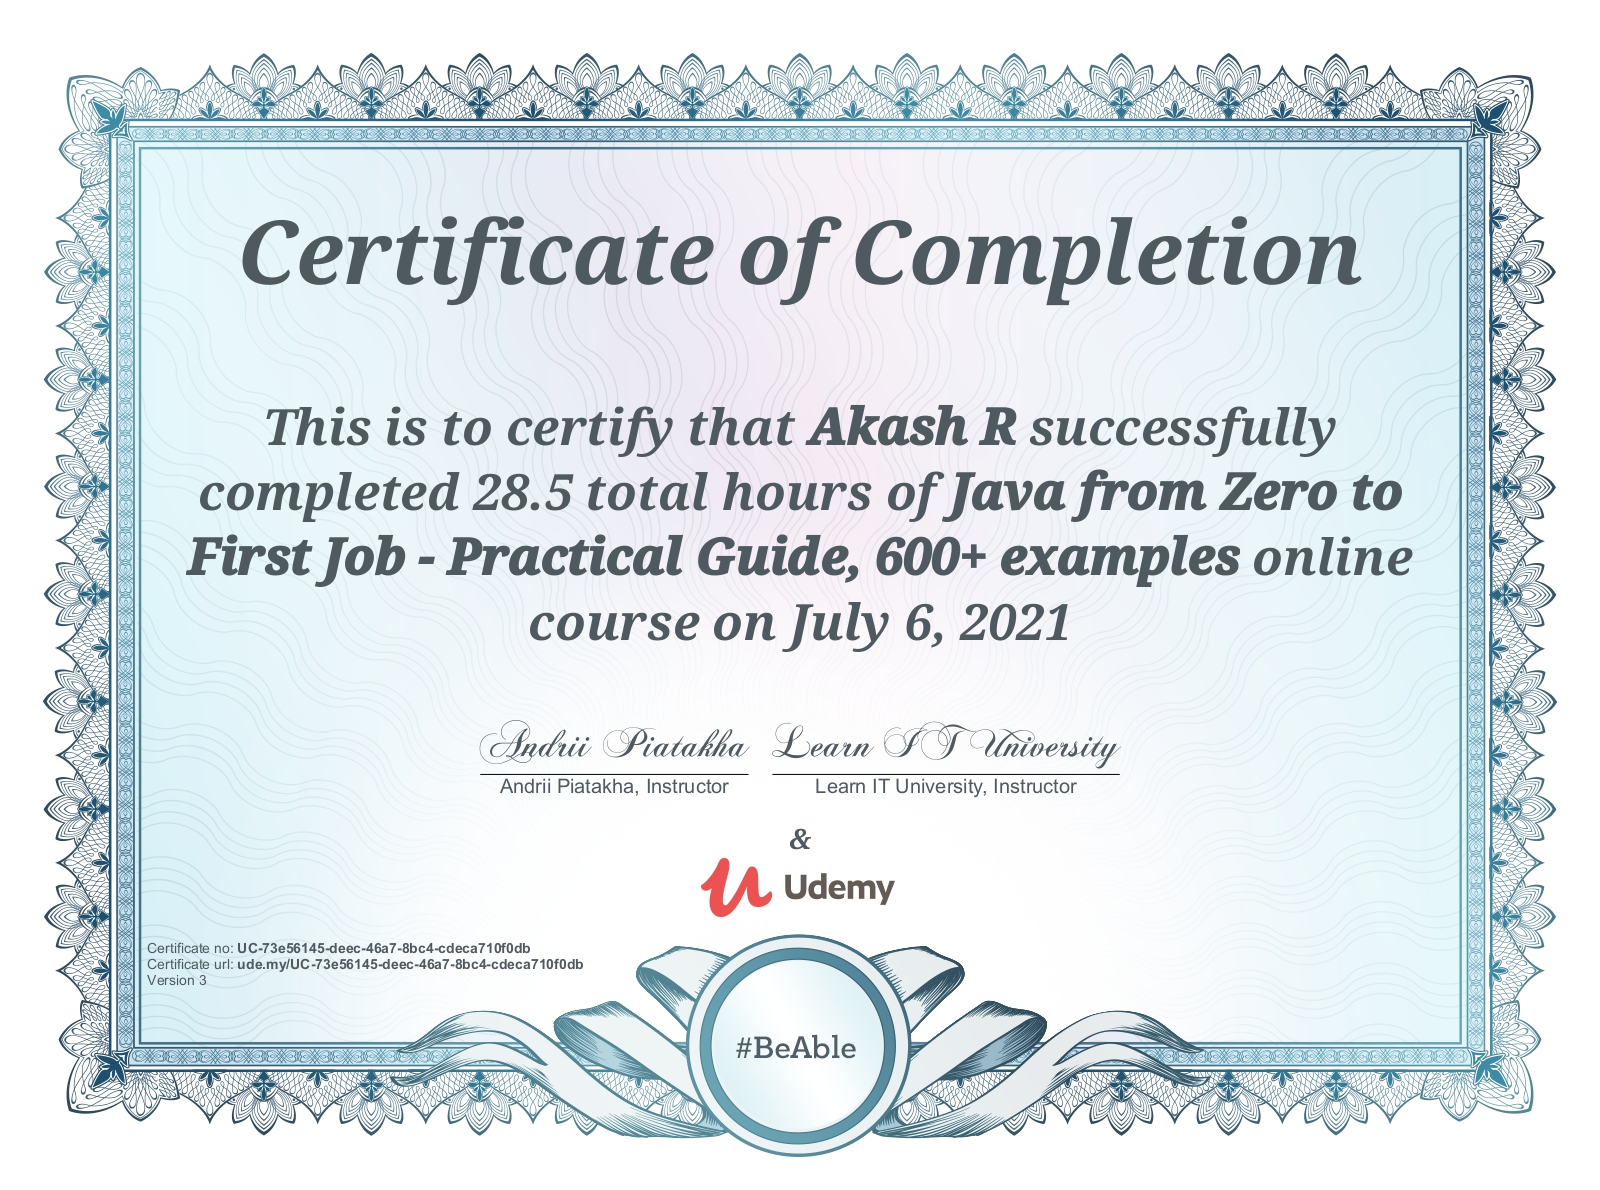 Certificate of Completion
This is to certify that Akash R successfully
completed 28.5 total hours of Java from Zero to
First Job - Practical Guide, 600+ examples online
course on July 6, 2021
Andrii Piatakha Learn IT University
Andrii Piatakha, Instructor Learn IT University, Instructor
&
Udemy
Certificate no: UC-73e56145-deec-46a7-8bc4-cdeca710f0db
Certificate url: ude.my/UC-73e56145-deec-46a7-8bc4-cdeca710f0db
Version 3
#BeAble